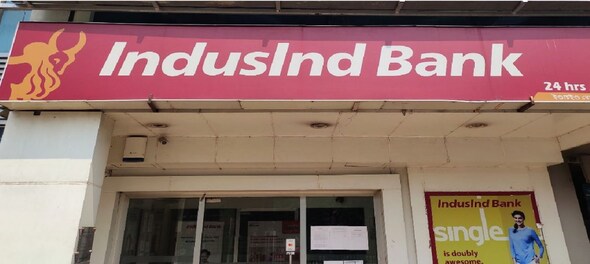 IndusInd Bank
24 hrs
IndusInd Bank
single
is doubly
awesome.